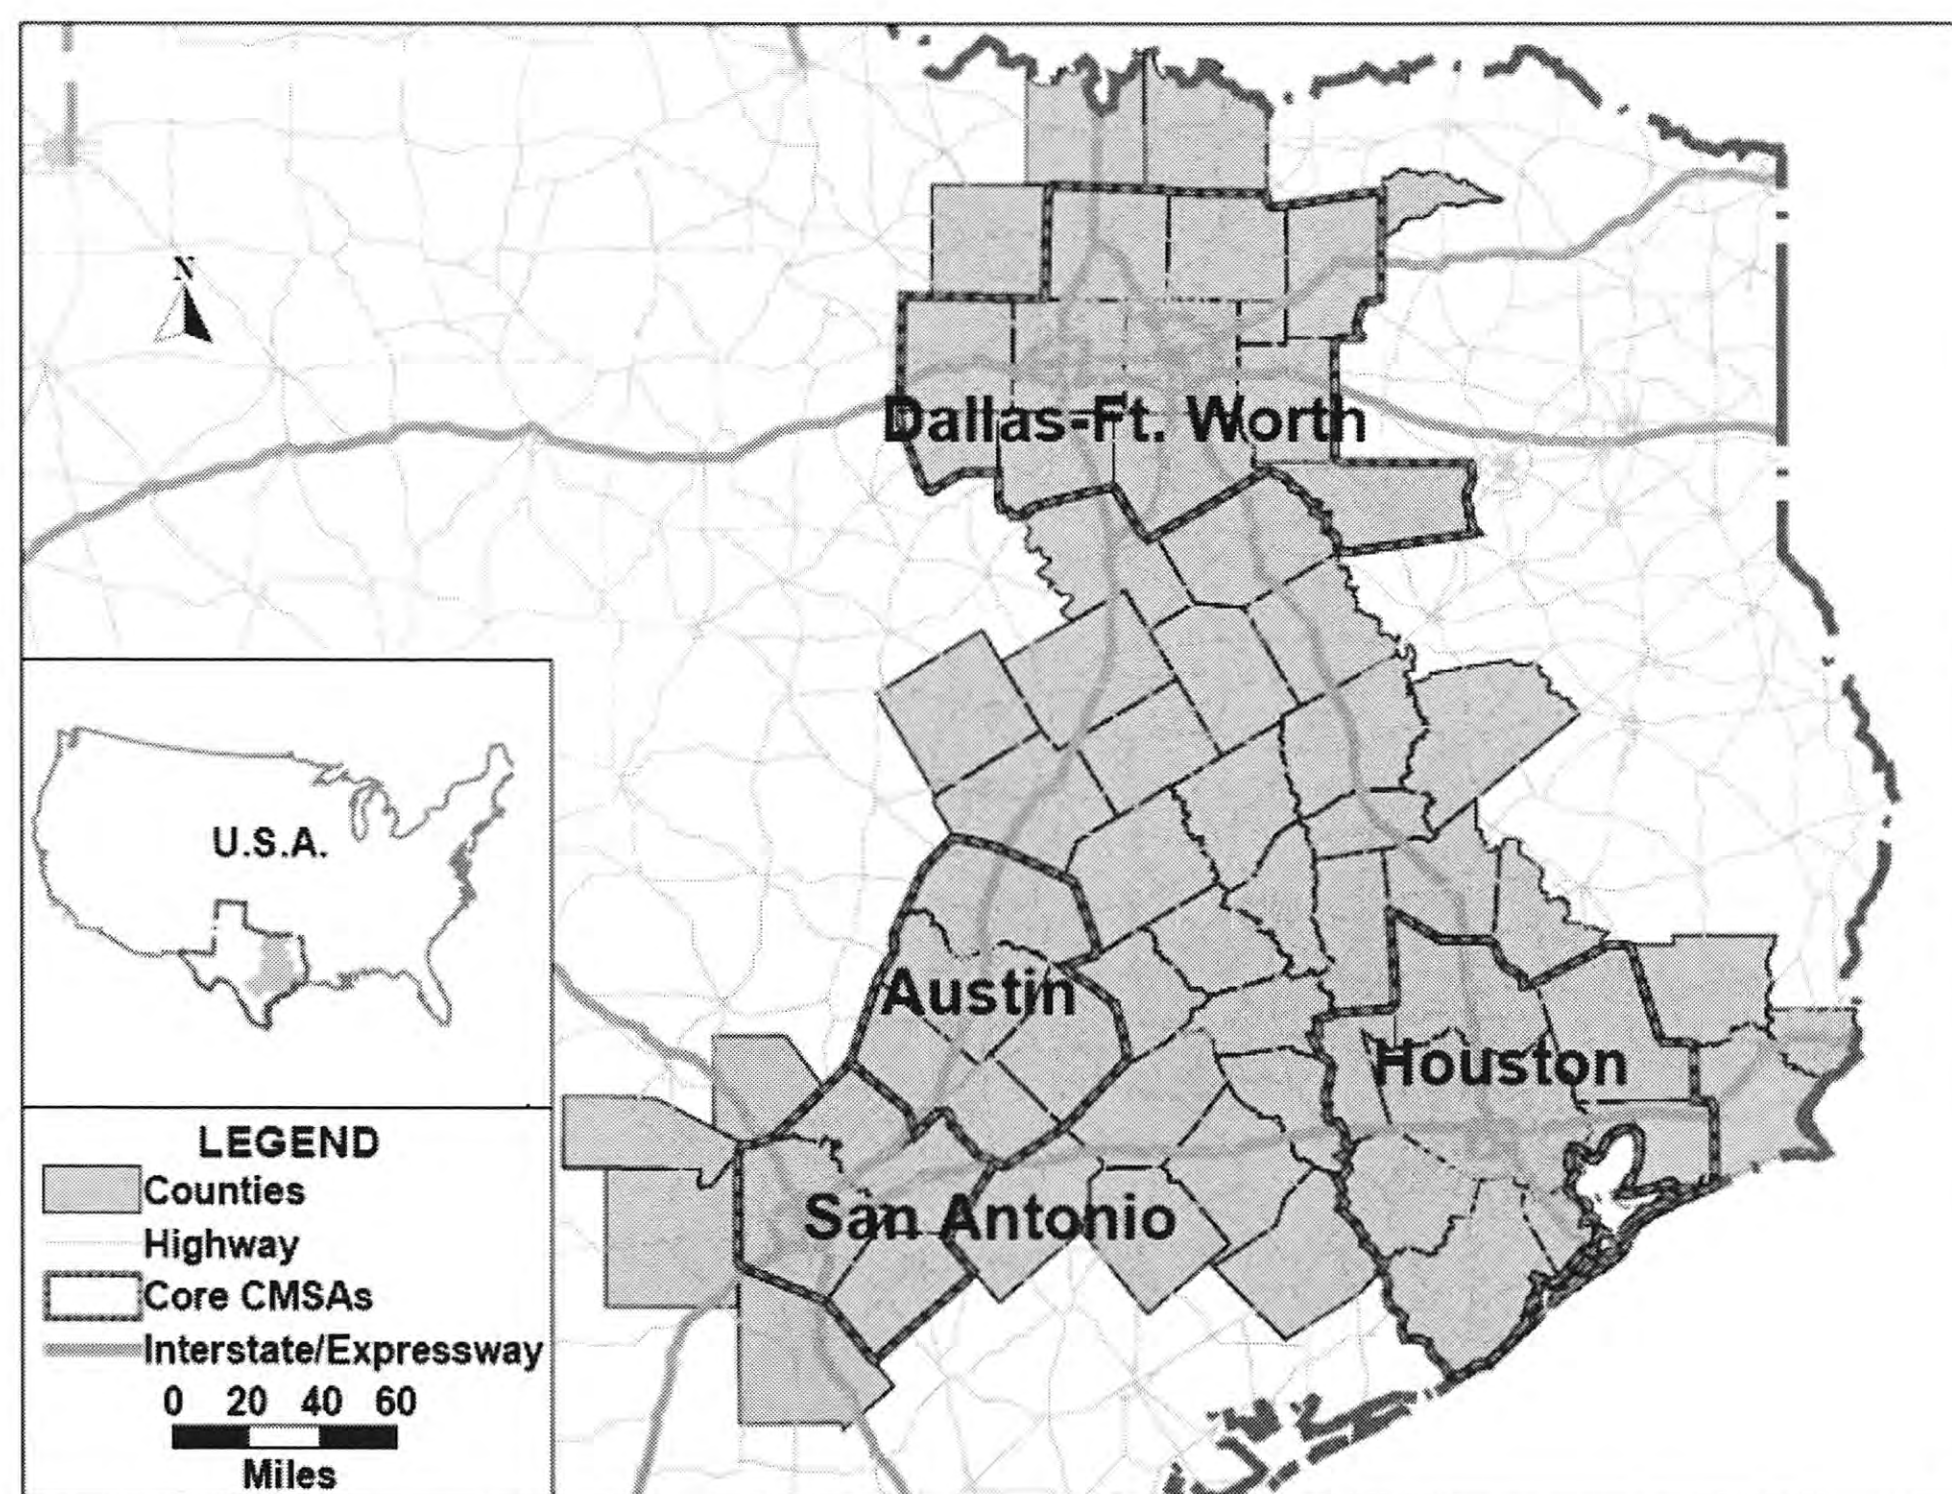 N
Dallas-Ft. Worth
Austin
Houston
San Antonio
U.S.A.
LEGEND
Counties
Highway
Core CMSAs
Interstate/Expressway
0 20 40 60
Miles